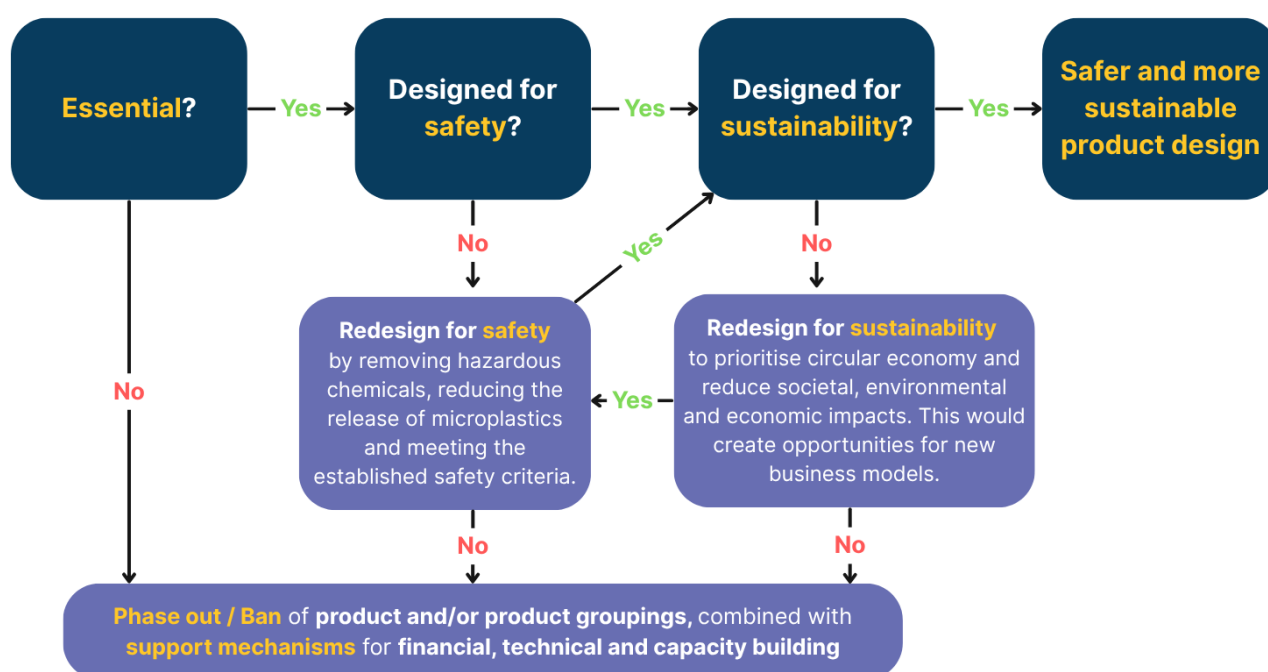 Essential?
Yes
Designed for
safety?
Yes
Designed for
sustainability?
Yes
Safer and more
sustainable
product design
No
No
Yes
No
Redesign for safety
by removing hazardous
chemicals, reducing the
release of microplastics
and meeting the
established safety criteria.
Yes
Redesign for sustainability
to prioritise circular economy and
reduce societal, environmental
and economic impacts. This would
create opportunities for new
business models.
No
No
Phase out / Ban of product and/or product groupings, combined with
support mechanisms for financial, technical and capacity building